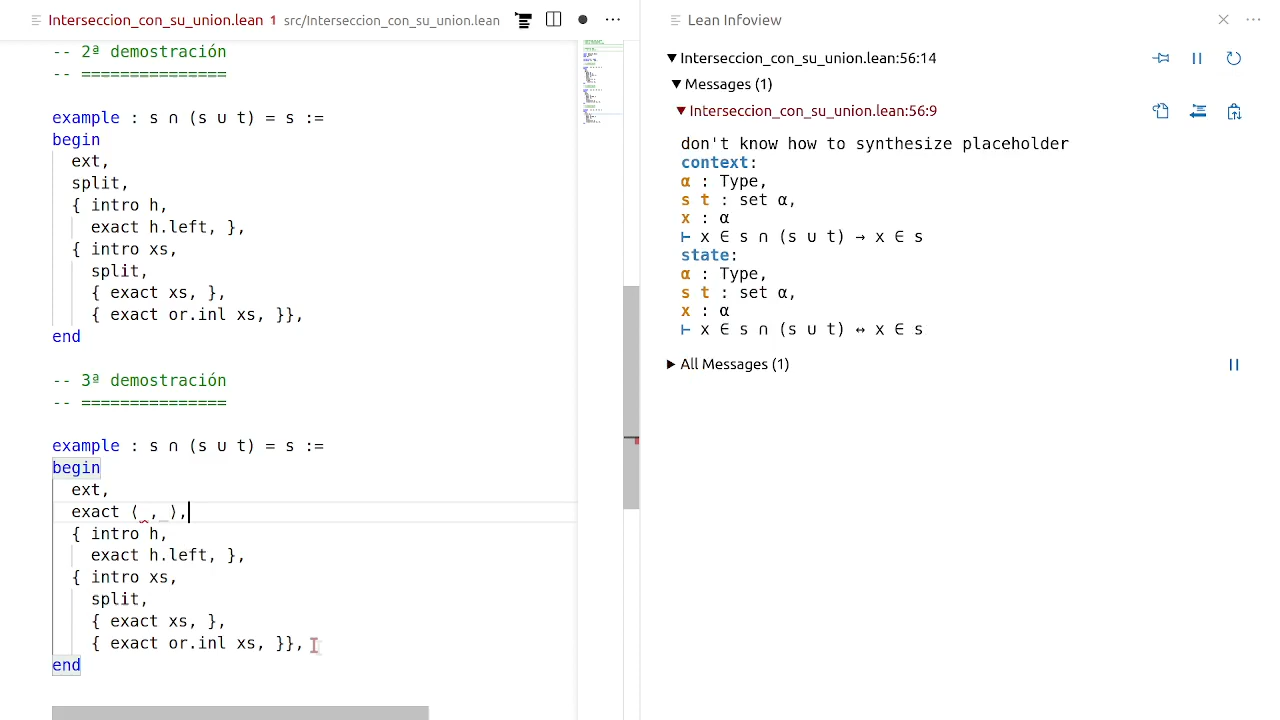 Interseccion_con_su_union.lean 1 src/Interseccion_con_su_union.lean
-- 2ª demostración
-- ===============
example : s ∩ (s ∪ t) = s :=
begin
ext,
split,
{ intro h,
exact h.left, },
{ intro xs,
split,
{ exact xs, },
{ exact or.inl xs, }},
end
-- 3ª demostración
-- ===============
example : s ∩ (s ∪ t) = s :=
begin
ext,
exact ⟨_,_⟩,
{ intro h,
exact h.left, },
{ intro xs,
split,
{ exact xs, },
{ exact or.inl xs, }},
end
Lean Infoview
Interseccion_con_su_union.lean:56:14
Messages (1)
Interseccion_con_su_union.lean:56:9
don't know how to synthesize placeholder
context:
α : Type,
s t : set α,
x : α
⊢ x ∈ s ∩ (s ∪ t) → x ∈ s
state:
α : Type,
s t : set α,
x : α
⊢ x ∈ s ∩ (s ∪ t) ↔ x ∈ s
All Messages (1)